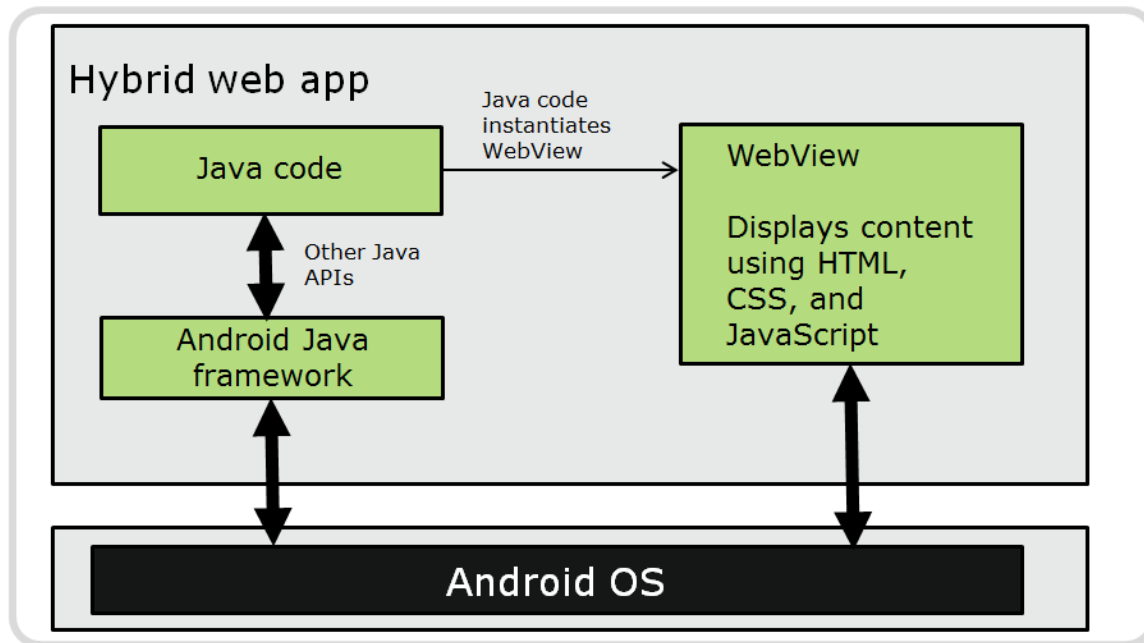 Hybrid web app
Java code
instantiates
WebView
Java code
WebView
Displays content
using HTML,
CSS, and
JavaScript
Other Java
APIs
Android Java
framework
Android OS